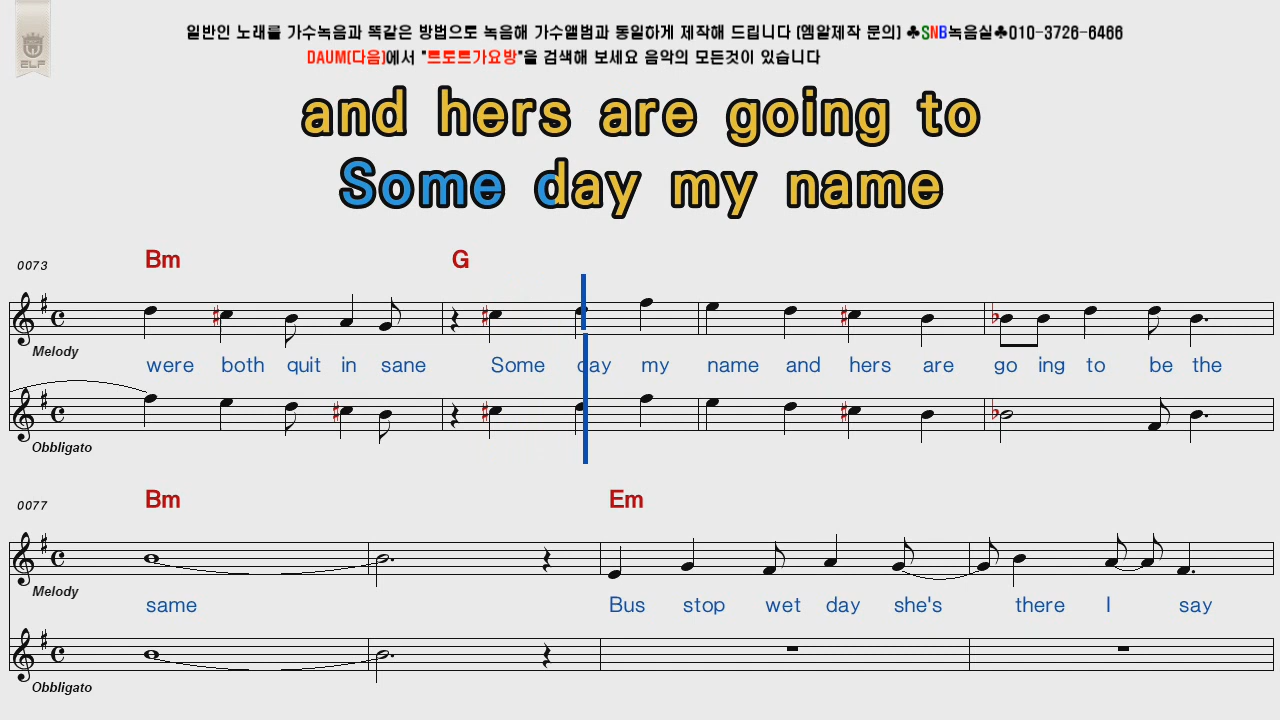 일반인 노래를 가수녹음과 똑같은 방법으로 녹음해 가수앨범과 동일하게 제작해 드립니다 (엠알제작 문의) ♣SNB녹음실♣010-3726-6466
DAUM(다음)에서 "트로트가요방"을 검색해 보세요 음악의 모든것이 있습니다
ELF
and hers are going to
Some day my name
0073 Bm G
Melody
were both quit in sane Some day my name and hers are go ing to be the
Obbligato
0077 Bm Em
Melody
same Bus stop wet day she's there I say
Obbligato